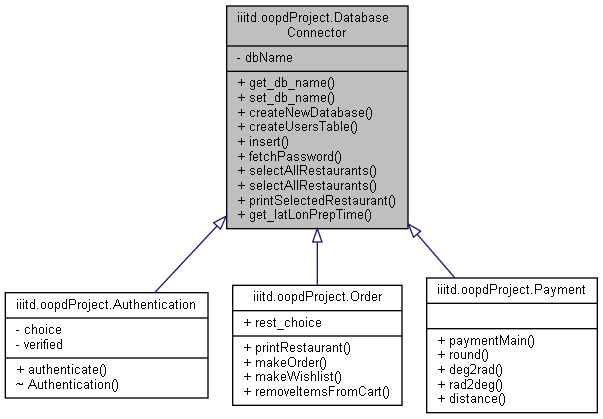 iiitd.oopdProject.Database
Connector
- dbName
+ get_db_name()
+ set_db_name()
+ createNewDatabase()
+ createUsersTable()
+ insert()
+ fetchPassword()
+ selectAllRestaurants()
+ selectAllRestaurants()
+ printSelectedRestaurant()
+ get_latLonPrepTime()
iiitd.oopdProject.Authentication
- choice
- verified
+ authenticate()
~ Authentication()
iiitd.oopdProject.Order
+ rest_choice
+ printRestaurant()
+ makeOrder()
+ makeWishlist()
+ removeItemsFromCart()
iiitd.oopdProject.Payment
+ paymentMain()
+ round()
+ deg2rad()
+ rad2deg()
+ distance()